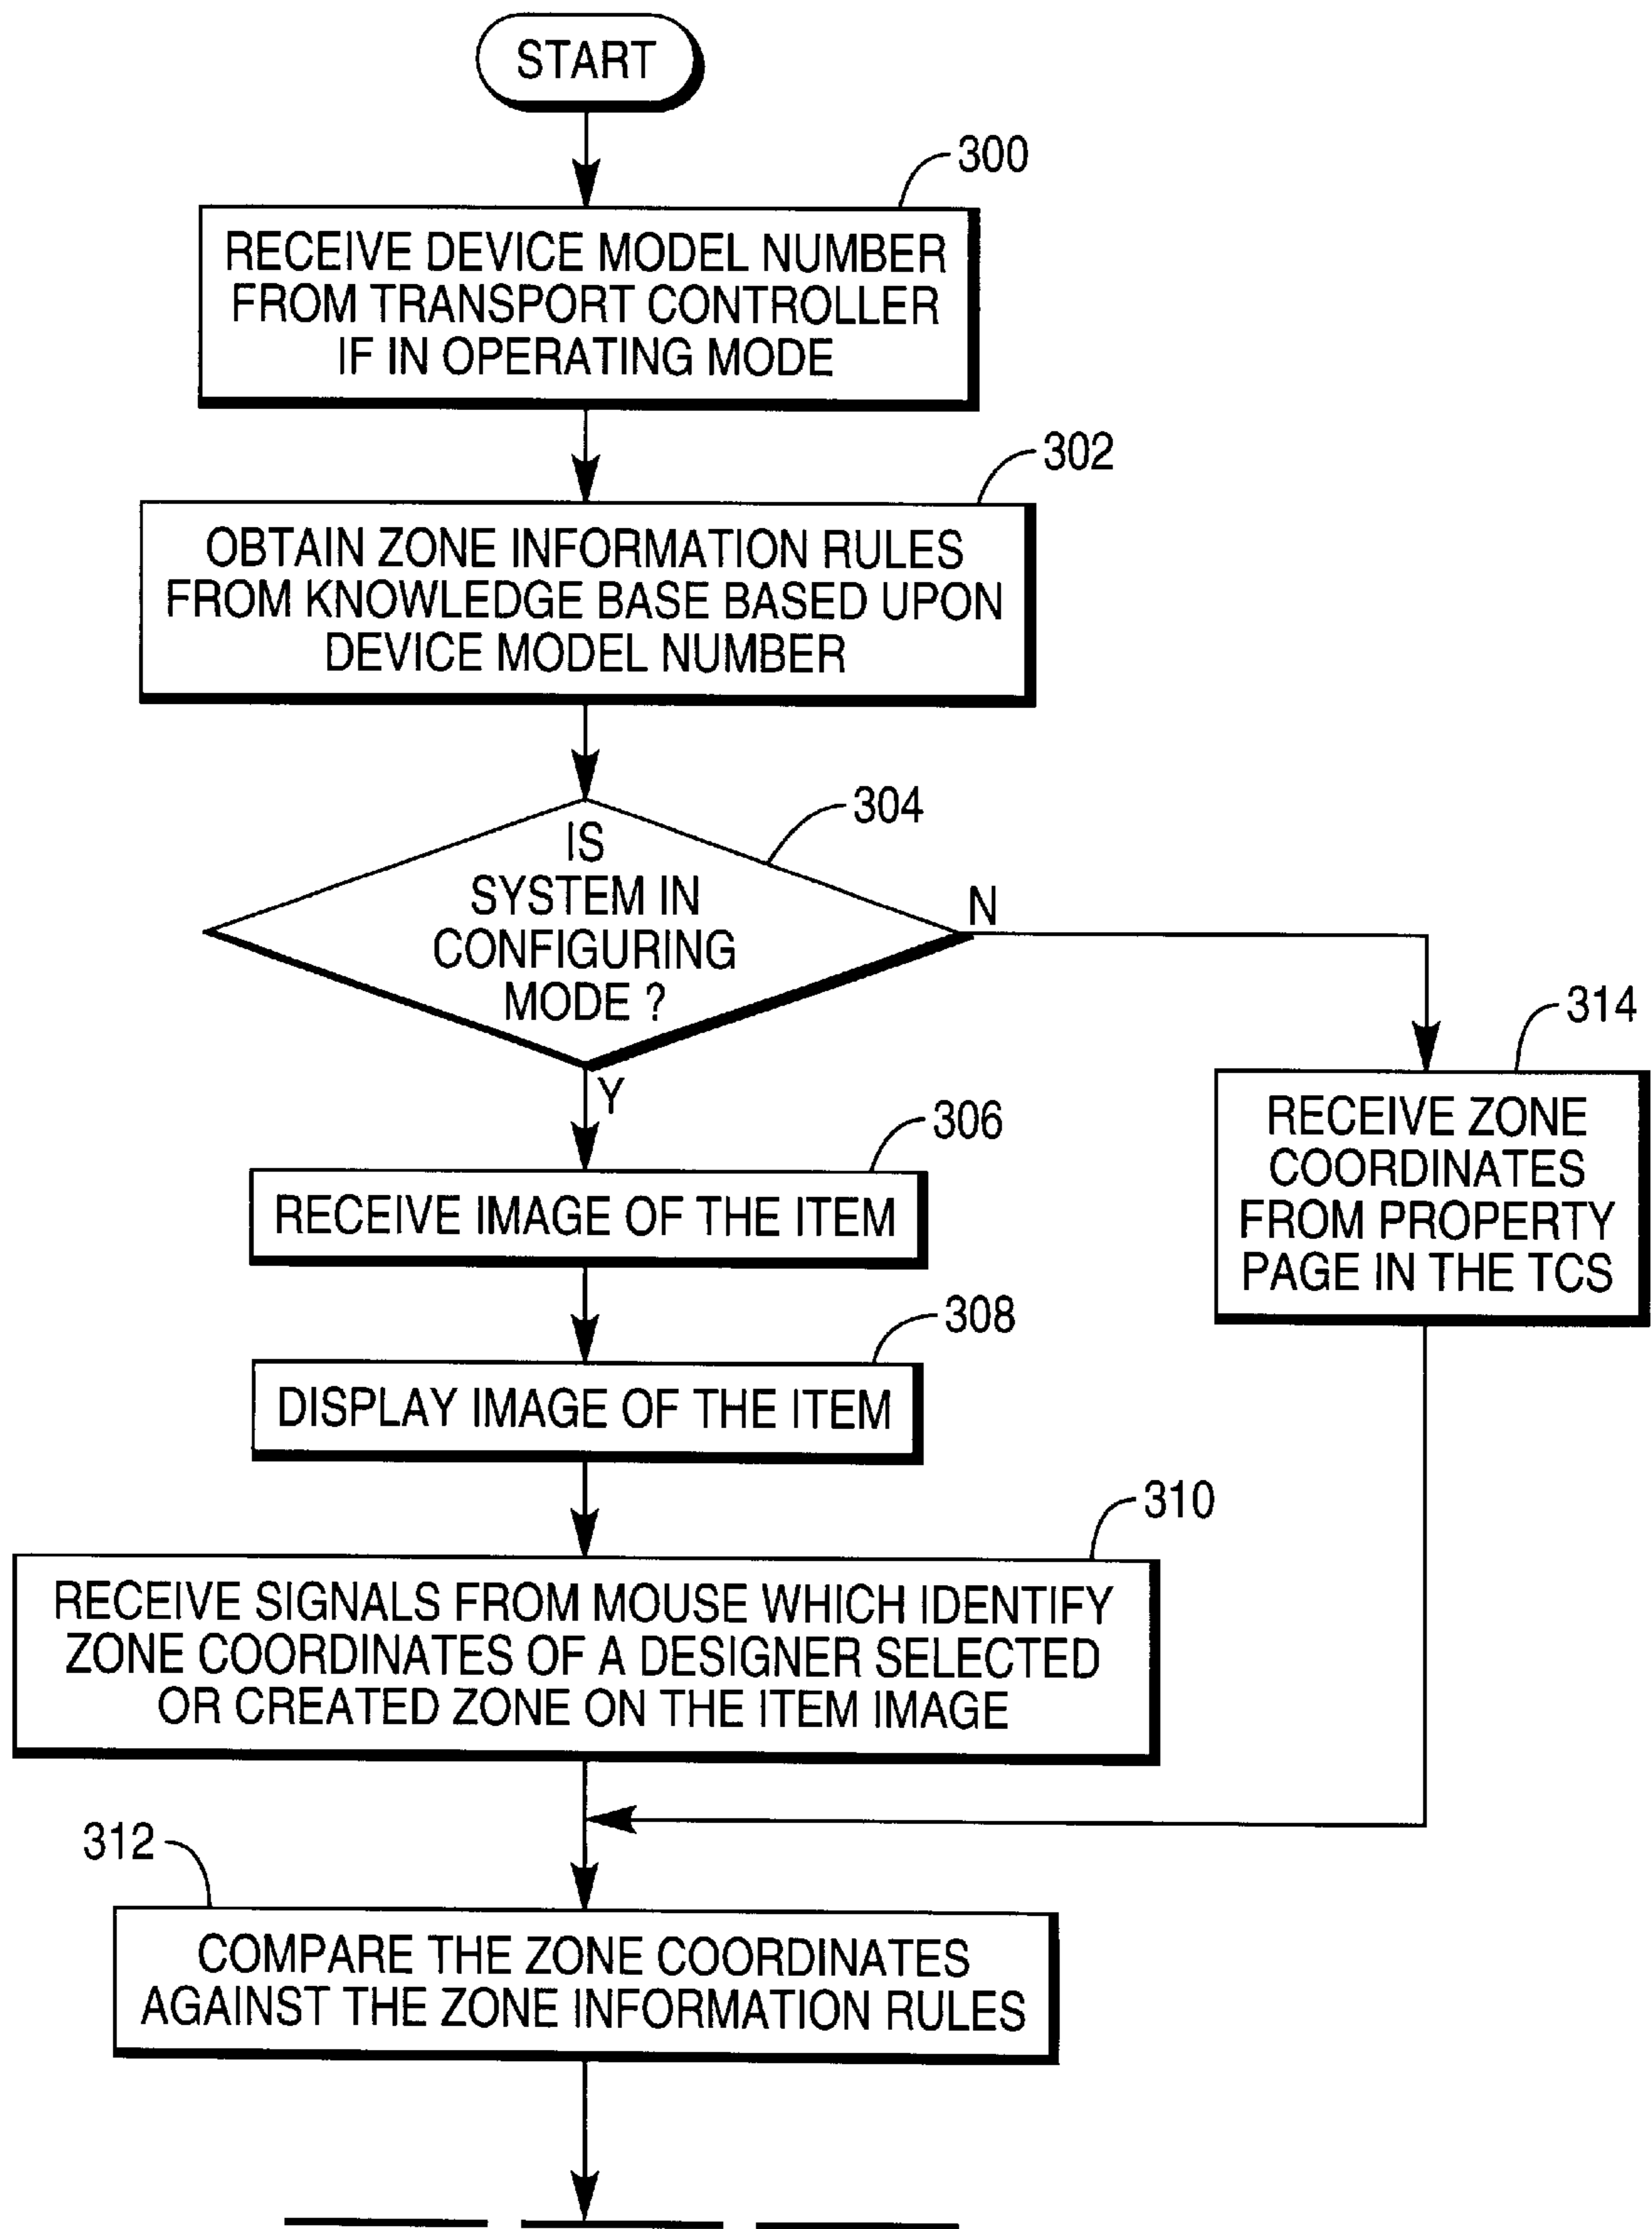 START
300
RECEIVE DEVICE MODEL NUMBER
FROM TRANSPORT CONTROLLER
IF IN OPERATING MODE
302
OBTAIN ZONE INFORMATION RULES
FROM KNOWLEDGE BASE BASED UPON
DEVICE MODEL NUMBER
304
IS
SYSTEM IN
CONFIGURING
MODE ?
N
Y
314
RECEIVE ZONE
COORDINATES
FROM PROPERTY
PAGE IN THE TCS
306
RECEIVE IMAGE OF THE ITEM
308
DISPLAY IMAGE OF THE ITEM
310
RECEIVE SIGNALS FROM MOUSE WHICH IDENTIFY
ZONE COORDINATES OF A DESIGNER SELECTED
OR CREATED ZONE ON THE ITEM IMAGE
312
COMPARE THE ZONE COORDINATES
AGAINST THE ZONE INFORMATION RULES